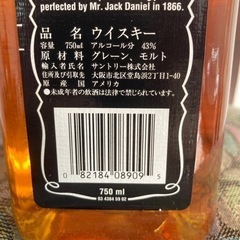 perfected by Mr. Jack Daniel in 1866.
品名 ウイスキー
容量 750ml アルコール分 43%
原材料 グレーン、モルト
輸入者氏名 サントリー株式会社
住所及び引取先 大阪市北区堂島浜2丁目1-40
原産国 アメリカ
●未成年者の飲酒は法律で禁じられています。
0 82184 08909 5
750 ml
03 4384 59 02